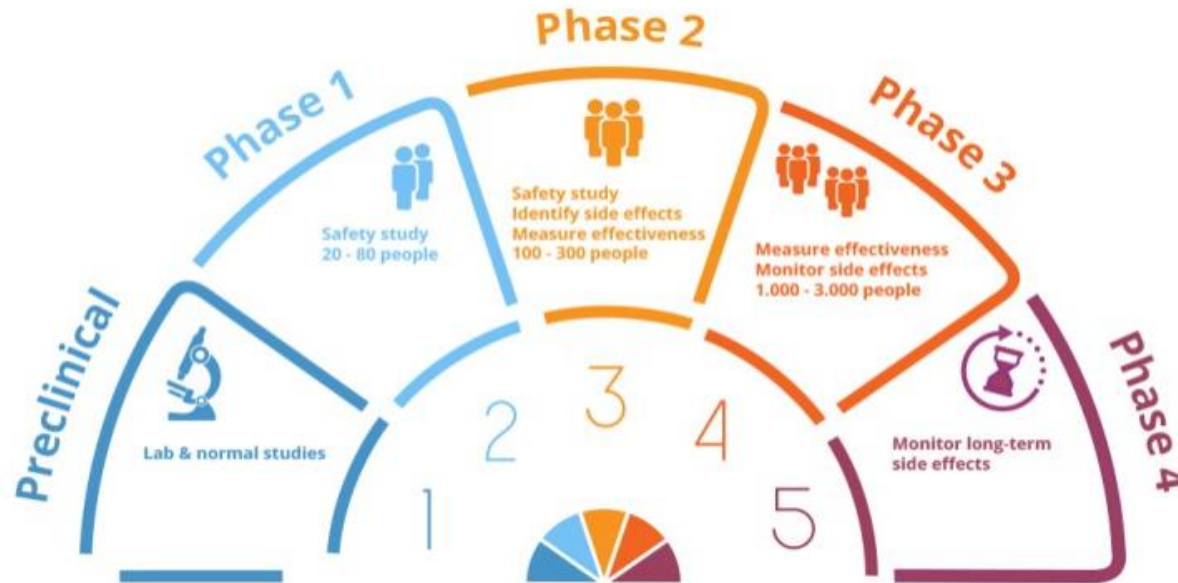 Preclinical
Lab & normal studies
1
Phase 1
Safety study
20 - 80 people
2
Phase 2
Safety study
Identify side effects
Measure effectiveness
100 - 300 people
3
Phase 3
Measure effectiveness
Monitor side effects
1.000 - 3.000 people
4
Phase 4
Monitor long-term
side effects
5